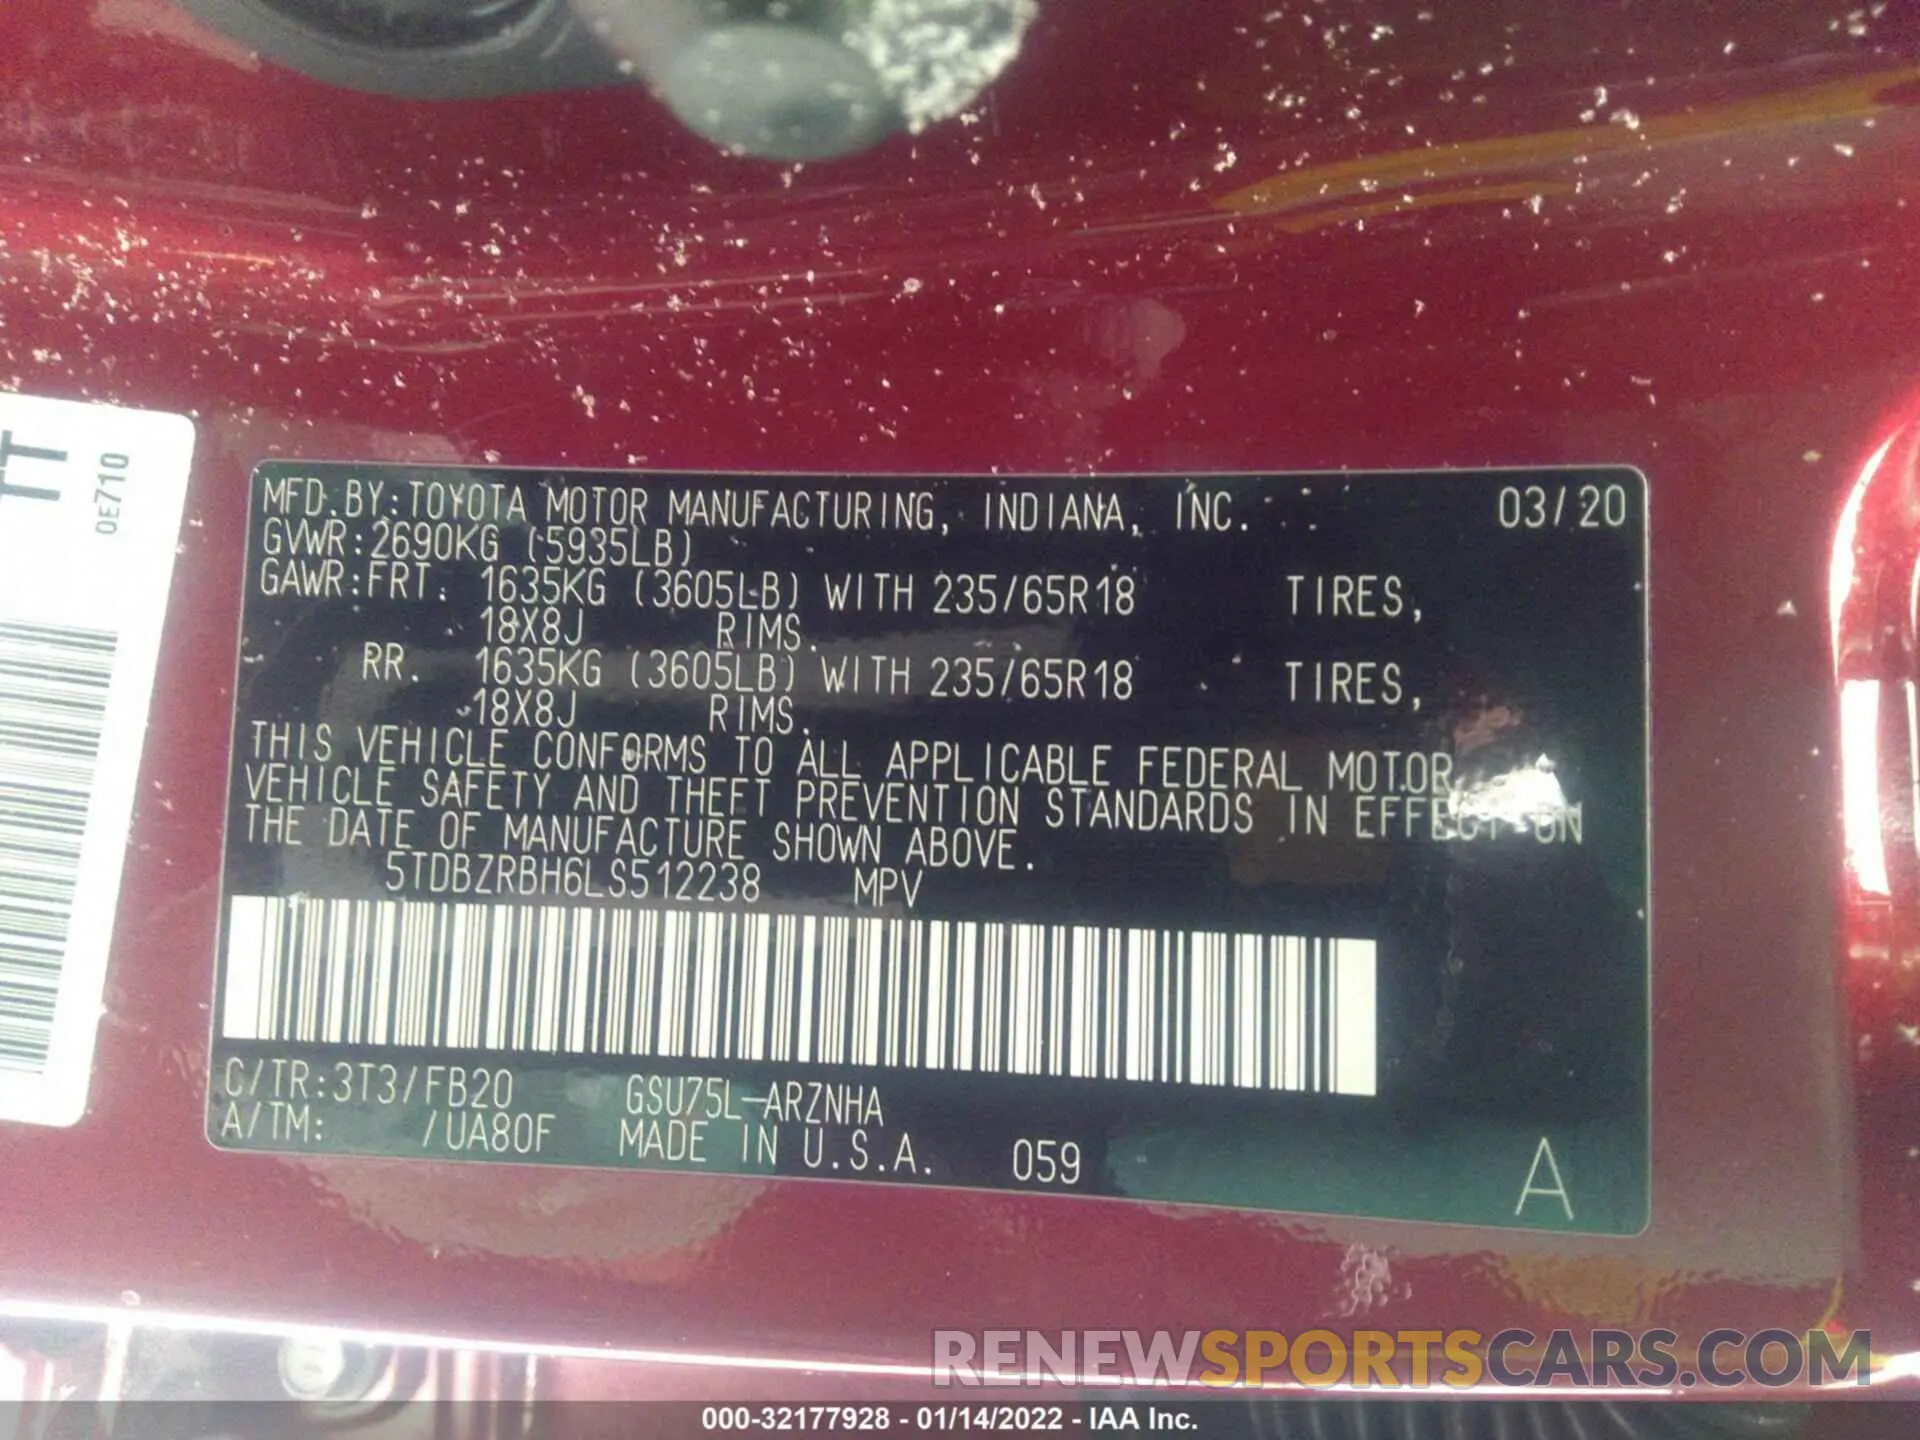 TT
0E710
MFD.BY:TOYOTA MOTOR MANUFACTURING, INDIANA, INC. 03/20
GVWR:2690KG (5935LB)
GAWR:FRT. 1635KG (3605LB) WITH 235/65R18 TIRES,
18X8J RIMS.
RR. 1635KG (3605LB) WITH 235/65R18 TIRES,
18X8J RIMS.
THIS VEHICLE CONFORMS TO ALL APPLICABLE FEDERAL MOTOR
VEHICLE SAFETY AND THEFT PREVENTION STANDARDS IN EFFECT ON
THE DATE OF MANUFACTURE SHOWN ABOVE.
5TDBZRBH6LS512238 MPV
C/TR:3T3/FB20 GSU75L-ARZNHA
A/TM: /UA80F MADE IN U.S.A. 059
A
RENEWSPORTSCARS.COM
000-32177928 - 01/14/2022 - IAA Inc.